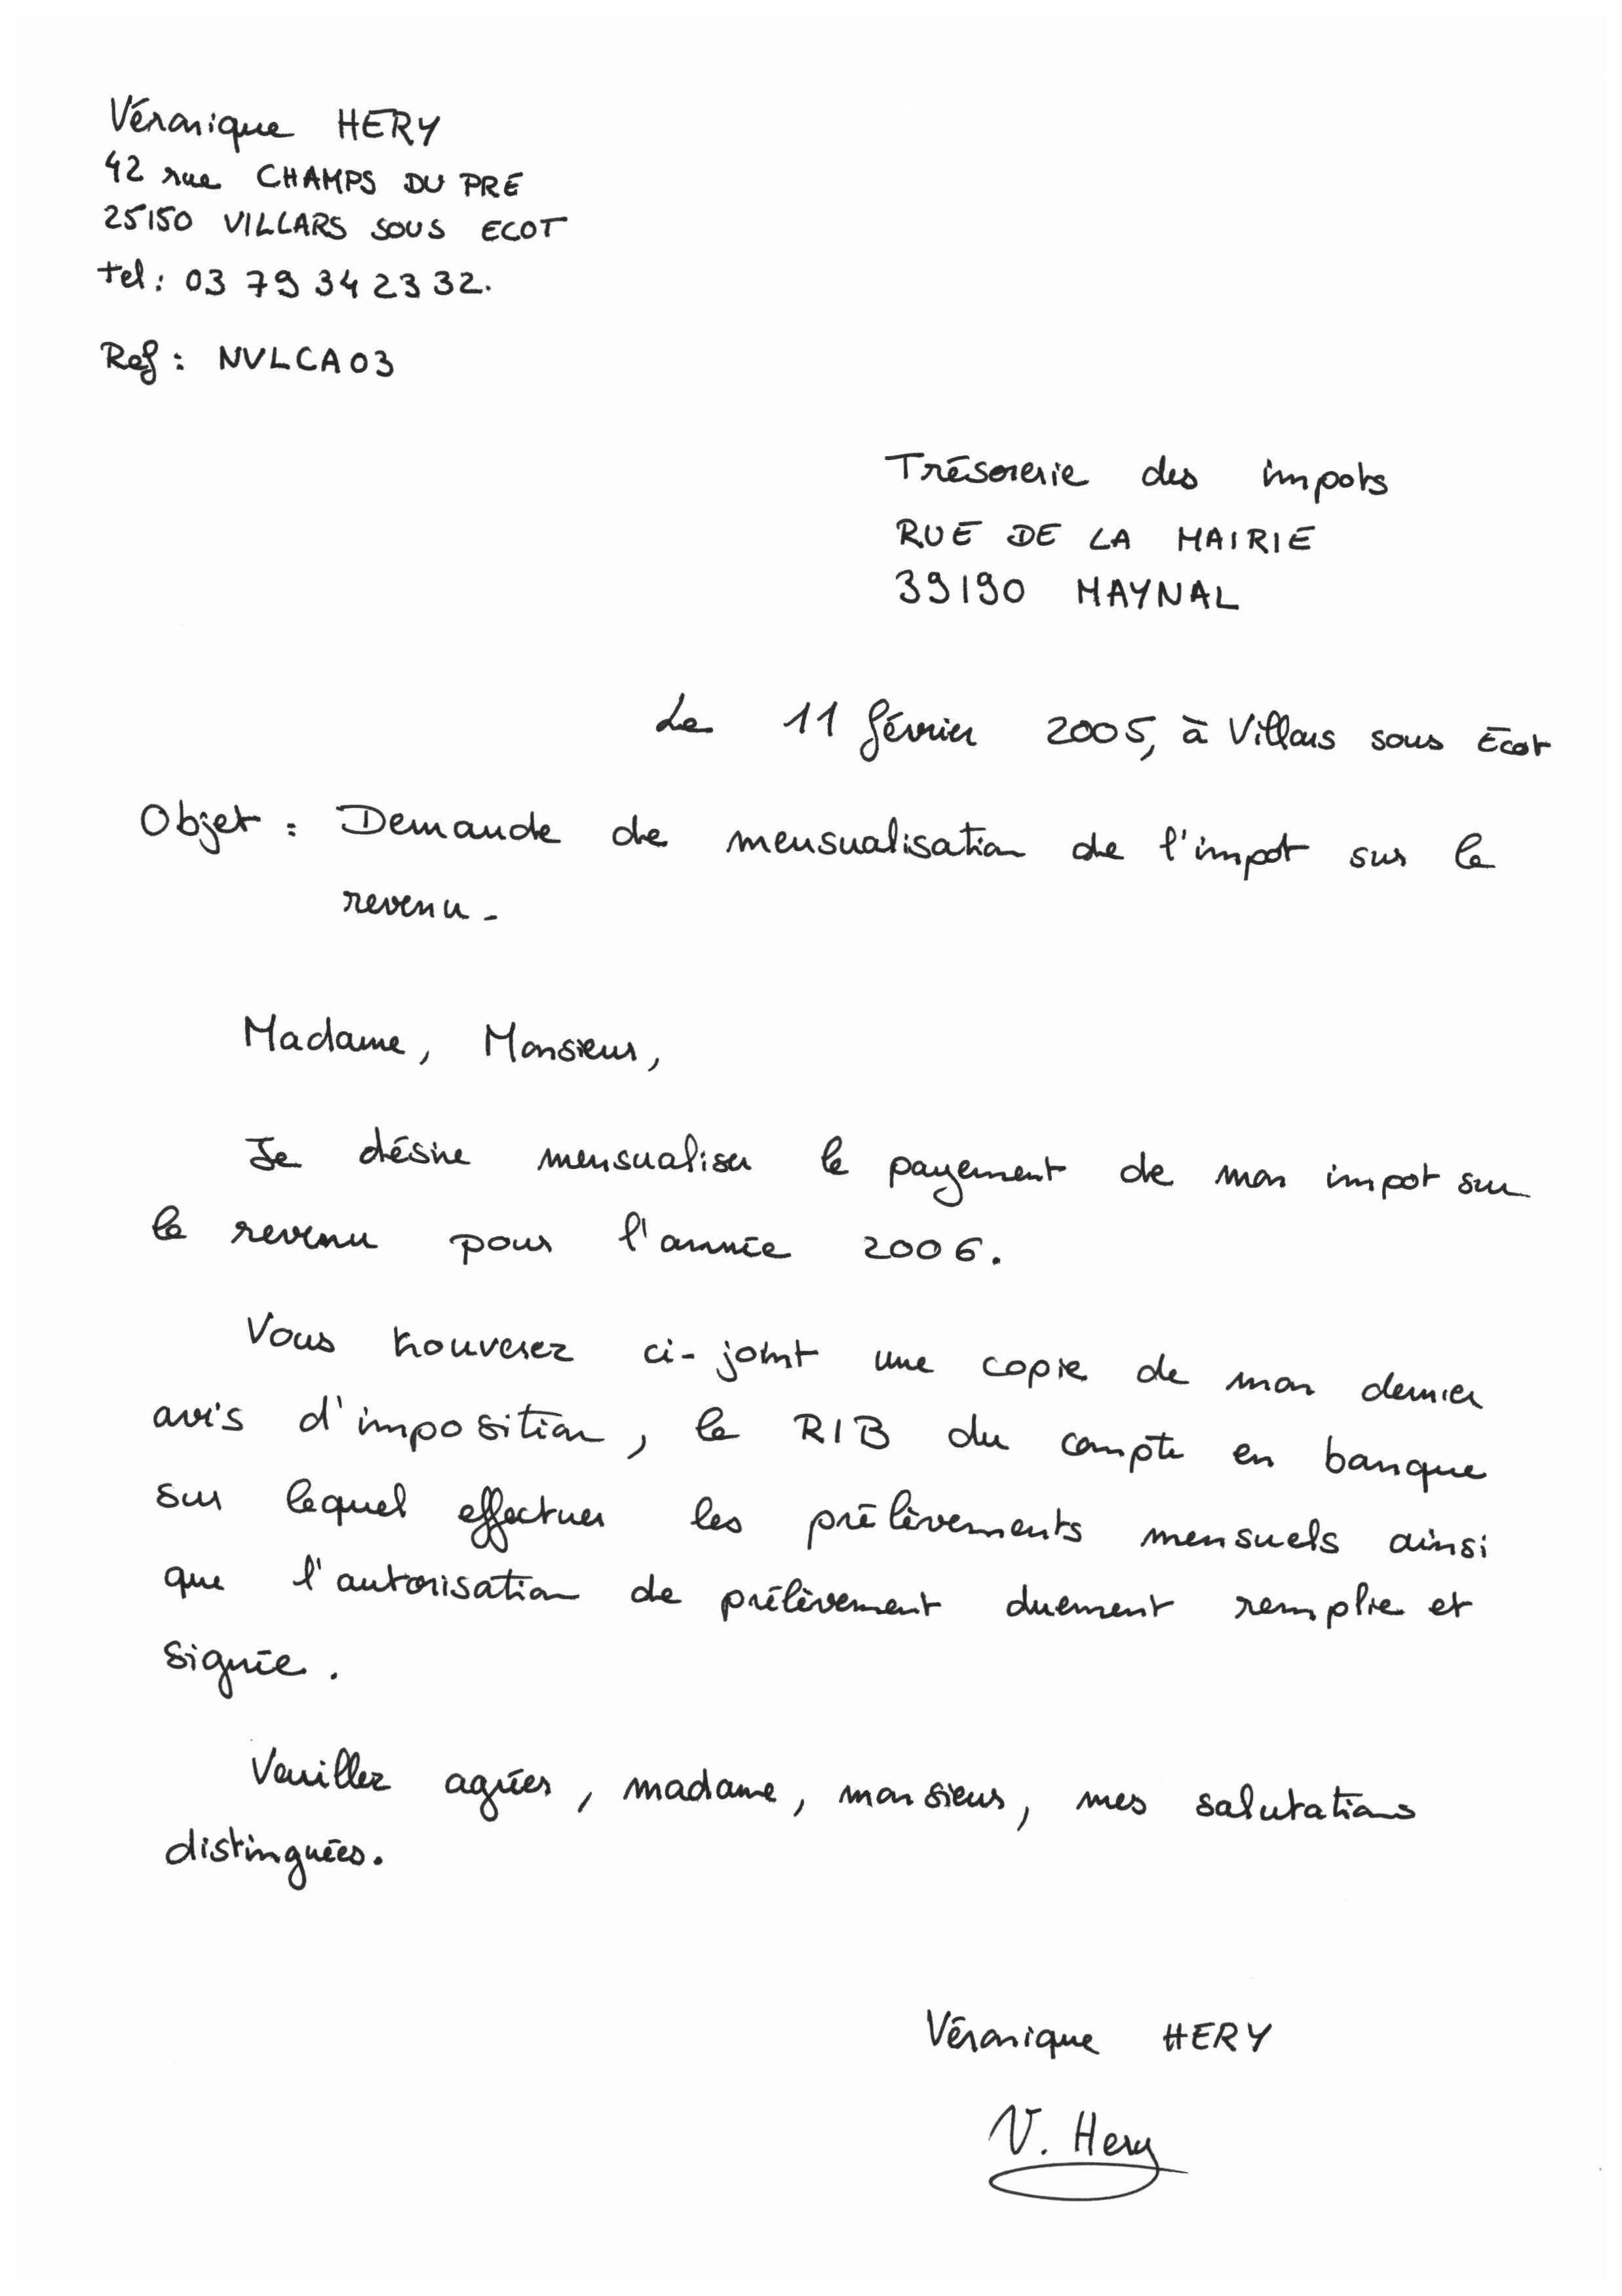 Véronique HERY
42 rue CHAMPS DU PRE
25150 VILLARS SOUS ECOT
tel : 03 79 34 23 32.
Ref : NVLCA03
Trésorerie des impots
RUE DE LA MAIRIE
39190 MAYNAL
Le 11 février 2005, à Villars sous Ecot
Objet : Demande de mensualisation de l'impot sur le
revenu.
Madame, Monsieur,
Je désire mensualiser le payement de mon impot sur
le revenu pour l'année 2006.
Vous trouverez ci-joint une copie de mon dernier
avis d'imposition, le RIB du compte en banque
sur lequel effectuer les prélèvements mensuels ainsi
que l'autorisation de prélèvement duement remplie et
signée.
Veuillez agréer, madame, monsieur, mes salutations
distinguées.
Véronique HERY
V. Hery